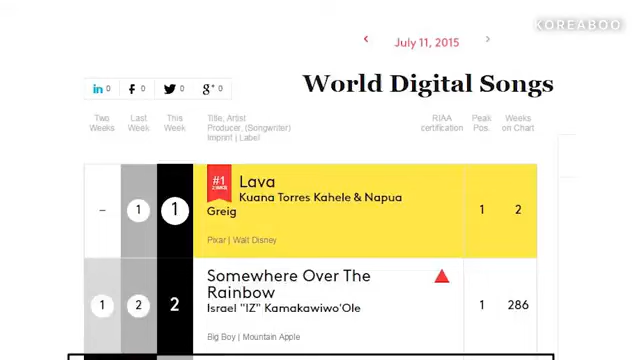 KOREABOO
July 11, 2015
World Digital Songs
in 0 f 0 0 g+ 0
Two Weeks
Last Week
This Week
Title, Artist
Producer, (Songwriter)
Imprint | Label
RIAA certification
Peak Pos.
Weeks on Chart
– 1 1
#1
2 WKS
Lava
Kuana Torres Kahele & Napua
Greig
Pixar | Walt Disney
1 2
1 2 2
Somewhere Over The
Rainbow
Israel "IZ" Kamakawiwo'Ole
Big Boy | Mountain Apple
1 286